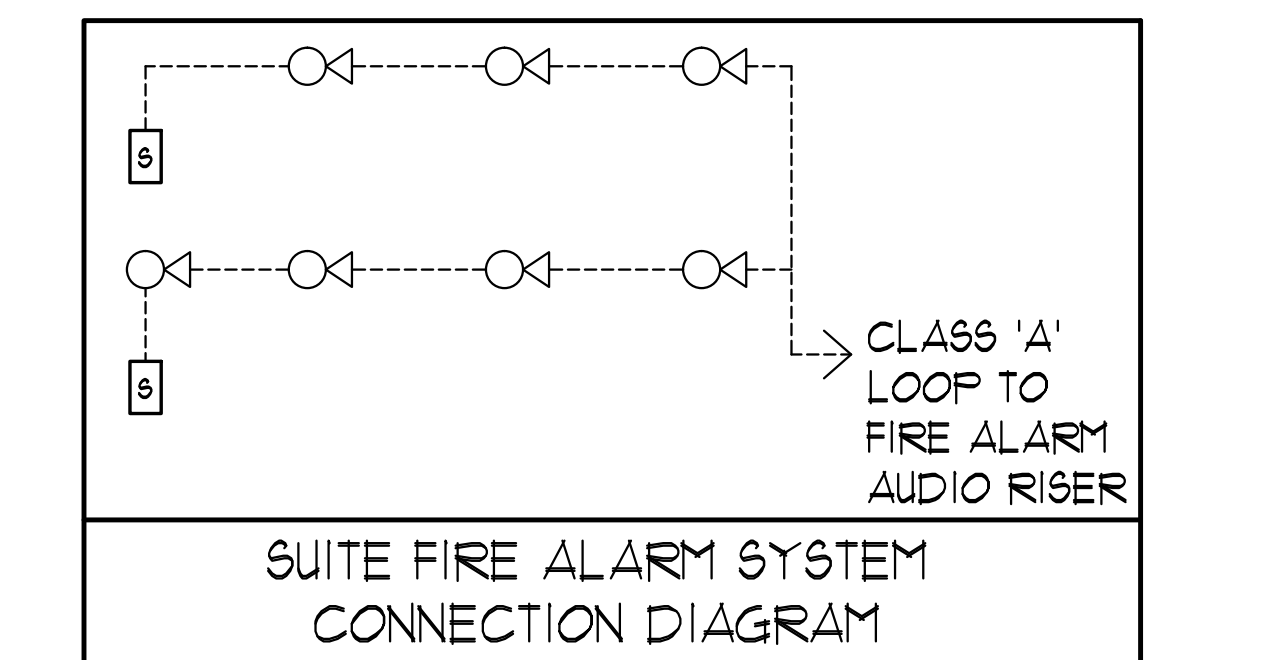 S
S
CLASS 'A'
LOOP TO
FIRE ALARM
AUDIO RISER
SUITE FIRE ALARM SYSTEM
CONNECTION DIAGRAM